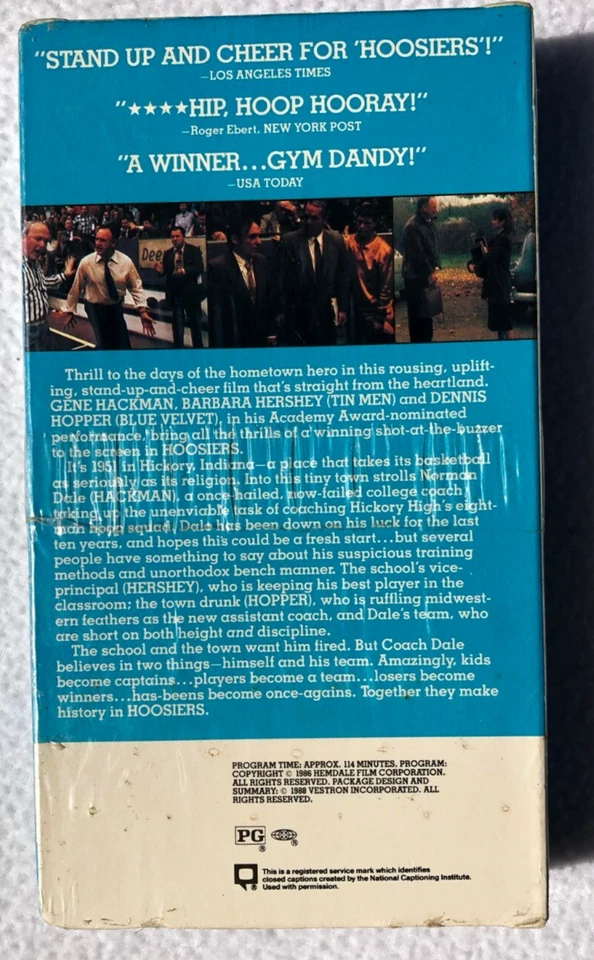 "STAND UP AND CHEER FOR 'HOOSIERS'!"
—LOS ANGELES TIMES
"★★★★HIP, HOOP HOORAY!"
—Roger Ebert, NEW YORK POST
"A WINNER...GYM DANDY!"
—USA TODAY
Dee
Thrill to the days of the hometown hero in this rousing, uplift-
ing, stand-up-and-cheer film that's straight from the heartland.
GENE HACKMAN, BARBARA HERSHEY (TIN MEN) and DENNIS
HOPPER (BLUE VELVET), in his Academy Award-nominated
performance, bring all the thrills of a winning shot-at-the-buzzer
to the screen in HOOSIERS.
It's 1951 in Hickory, Indiana—a place that takes its basketball
as seriously as its religion. Into this tiny town strolls Norman
Dale (HACKMAN), a once-hailed, now-failed college coach
taking up the unenviable task of coaching Hickory High's eight-
man hoop squad. Dale has been down on his luck for the last
ten years, and hopes this could be a fresh start...but several
people have something to say about his suspicious training
methods and unorthodox bench manner. The school's vice-
principal (HERSHEY), who is keeping his best player in the
classroom; the town drunk (HOPPER), who is ruffling midwest-
ern feathers as the new assistant coach, and Dale's team, who
are short on both height and discipline.
The school and the town want him fired. But Coach Dale
believes in two things—himself and his team. Amazingly, kids
become captains...players become a team...losers become
winners...has-beens become once-agains. Together they make
history in HOOSIERS.
PROGRAM TIME: APPROX. 114 MINUTES. PROGRAM:
COPYRIGHT © 1986 HEMDALE FILM CORPORATION.
ALL RIGHTS RESERVED. PACKAGE DESIGN AND
SUMMARY: © 1988 VESTRON INCORPORATED. ALL
RIGHTS RESERVED.
PG ® ®
This is a registered service mark which identifies
closed captions created by the National Captioning Institute.
® Used with permission.